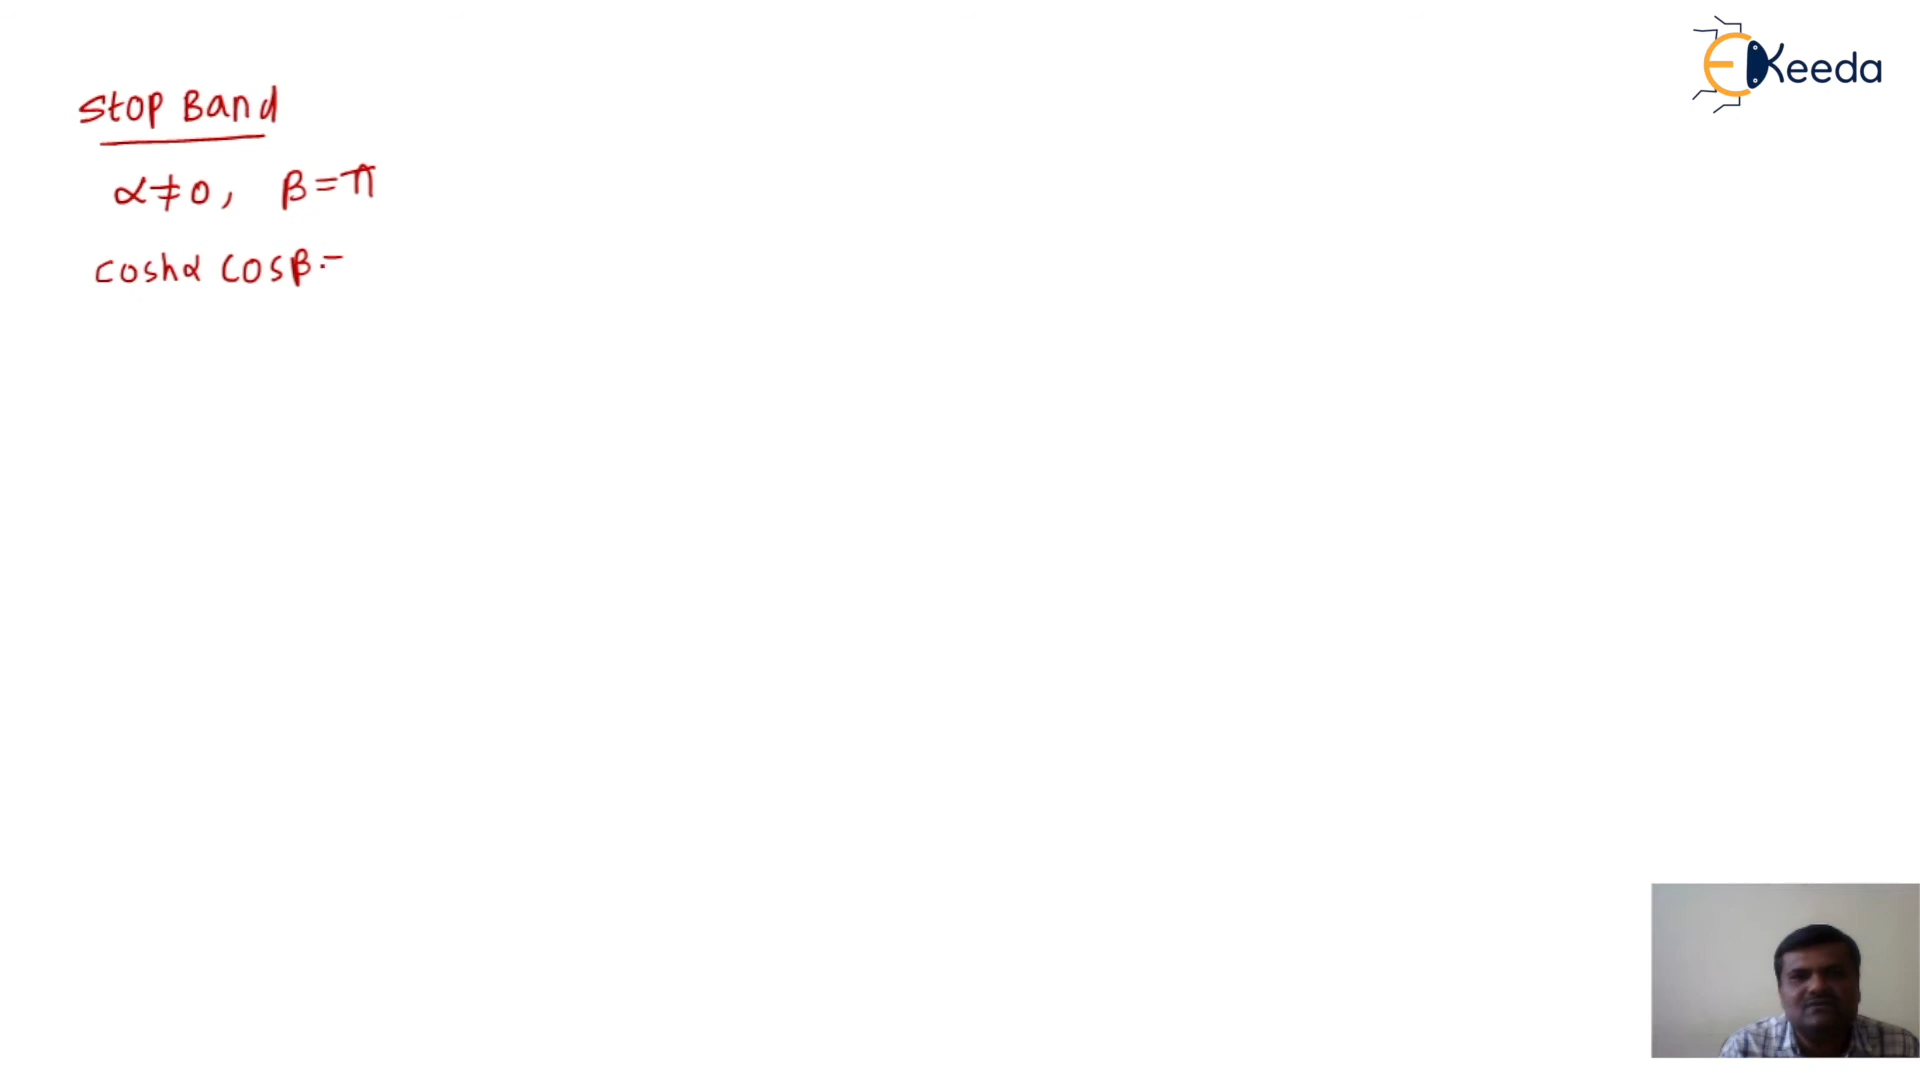 EKeeda
Stop Band
α≠0, β=π
coshα cosβ =